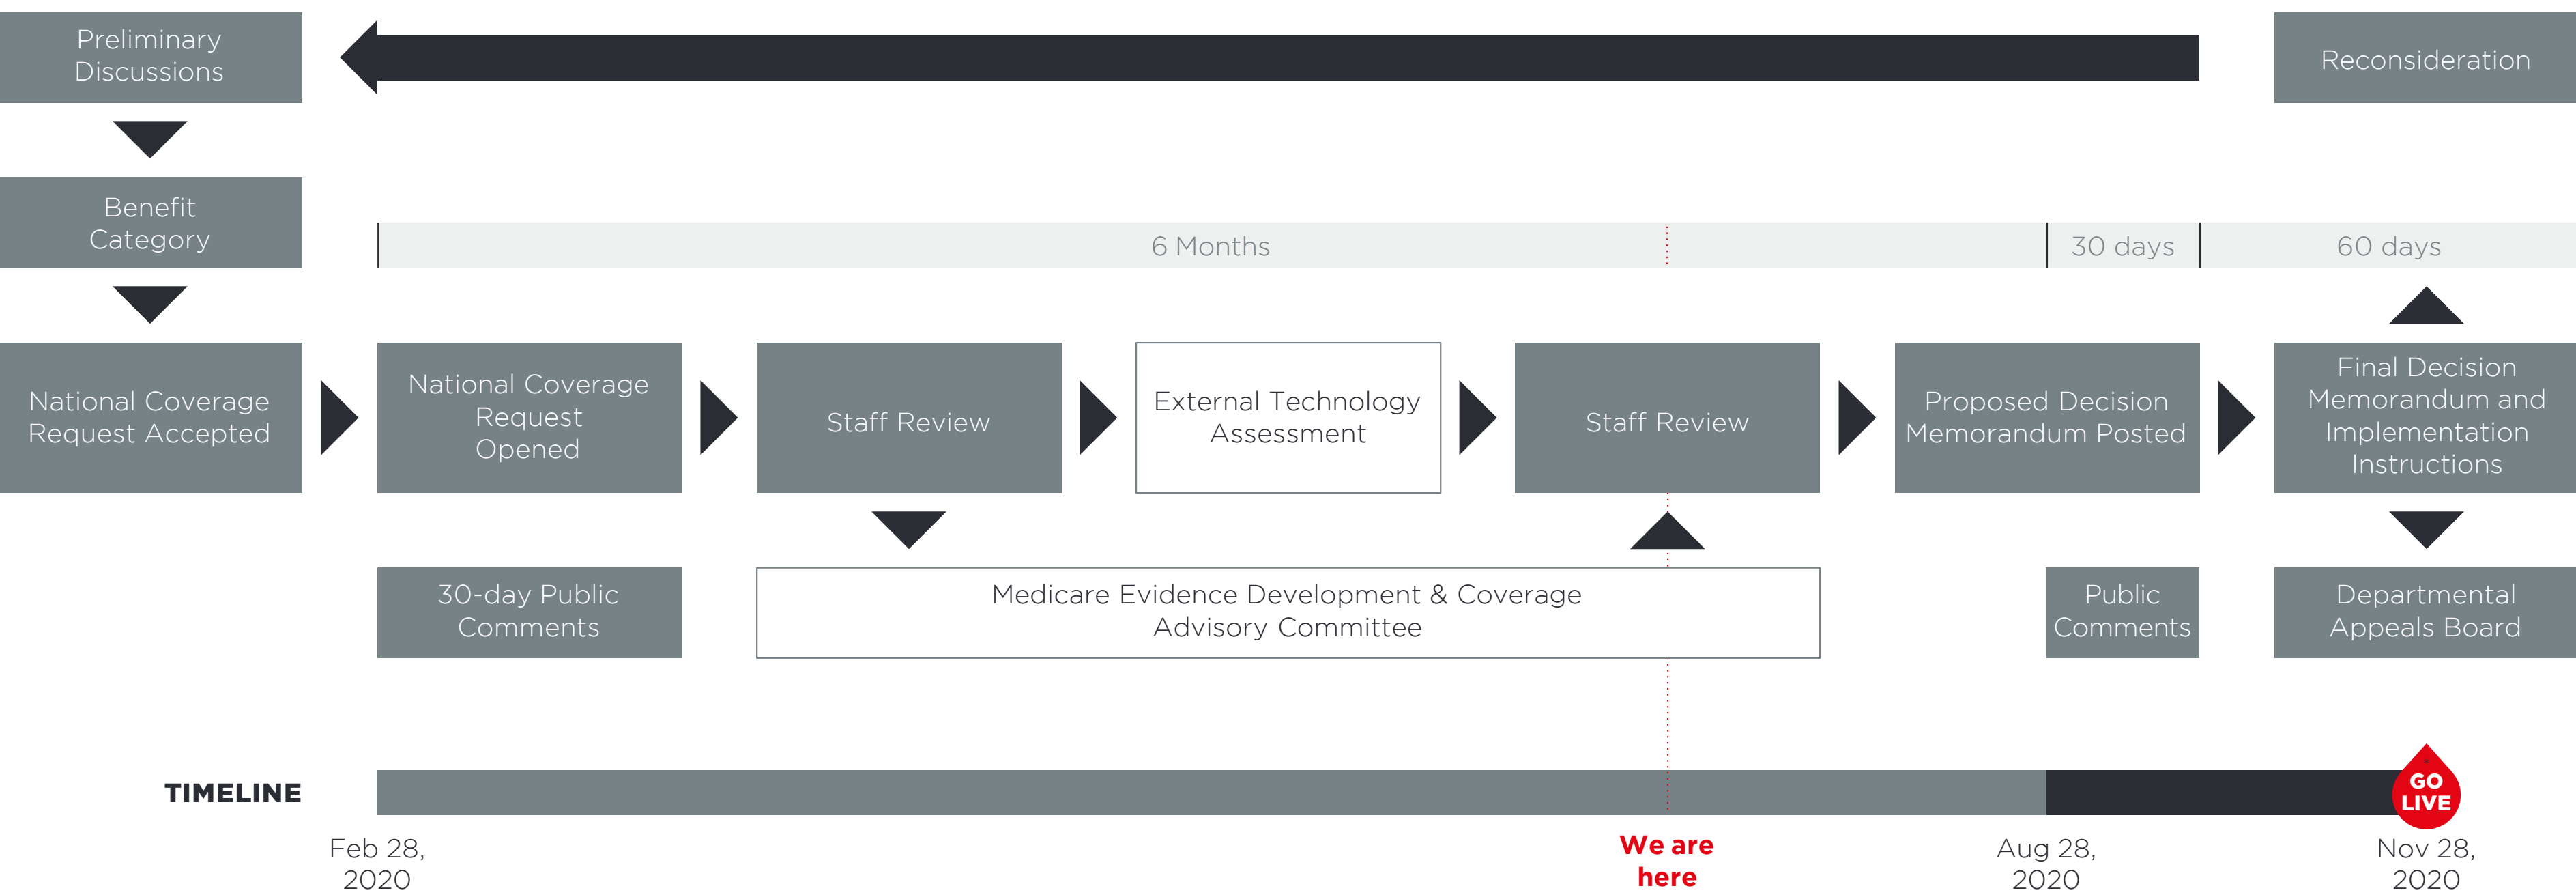 Preliminary
Discussions
Reconsideration
Benefit
Category
6 Months
30 days
60 days
National Coverage
Request Accepted
National Coverage
Request
Opened
Staff Review
External Technology
Assessment
Staff Review
Proposed Decision
Memorandum Posted
Final Decision
Memorandum and
Implementation
Instructions
30-day Public
Comments
Medicare Evidence Development & Coverage
Advisory Committee
Public
Comments
Departmental
Appeals Board
TIMELINE
GO
LIVE
Feb 28,
2020
We are
here
Aug 28,
2020
Nov 28,
2020